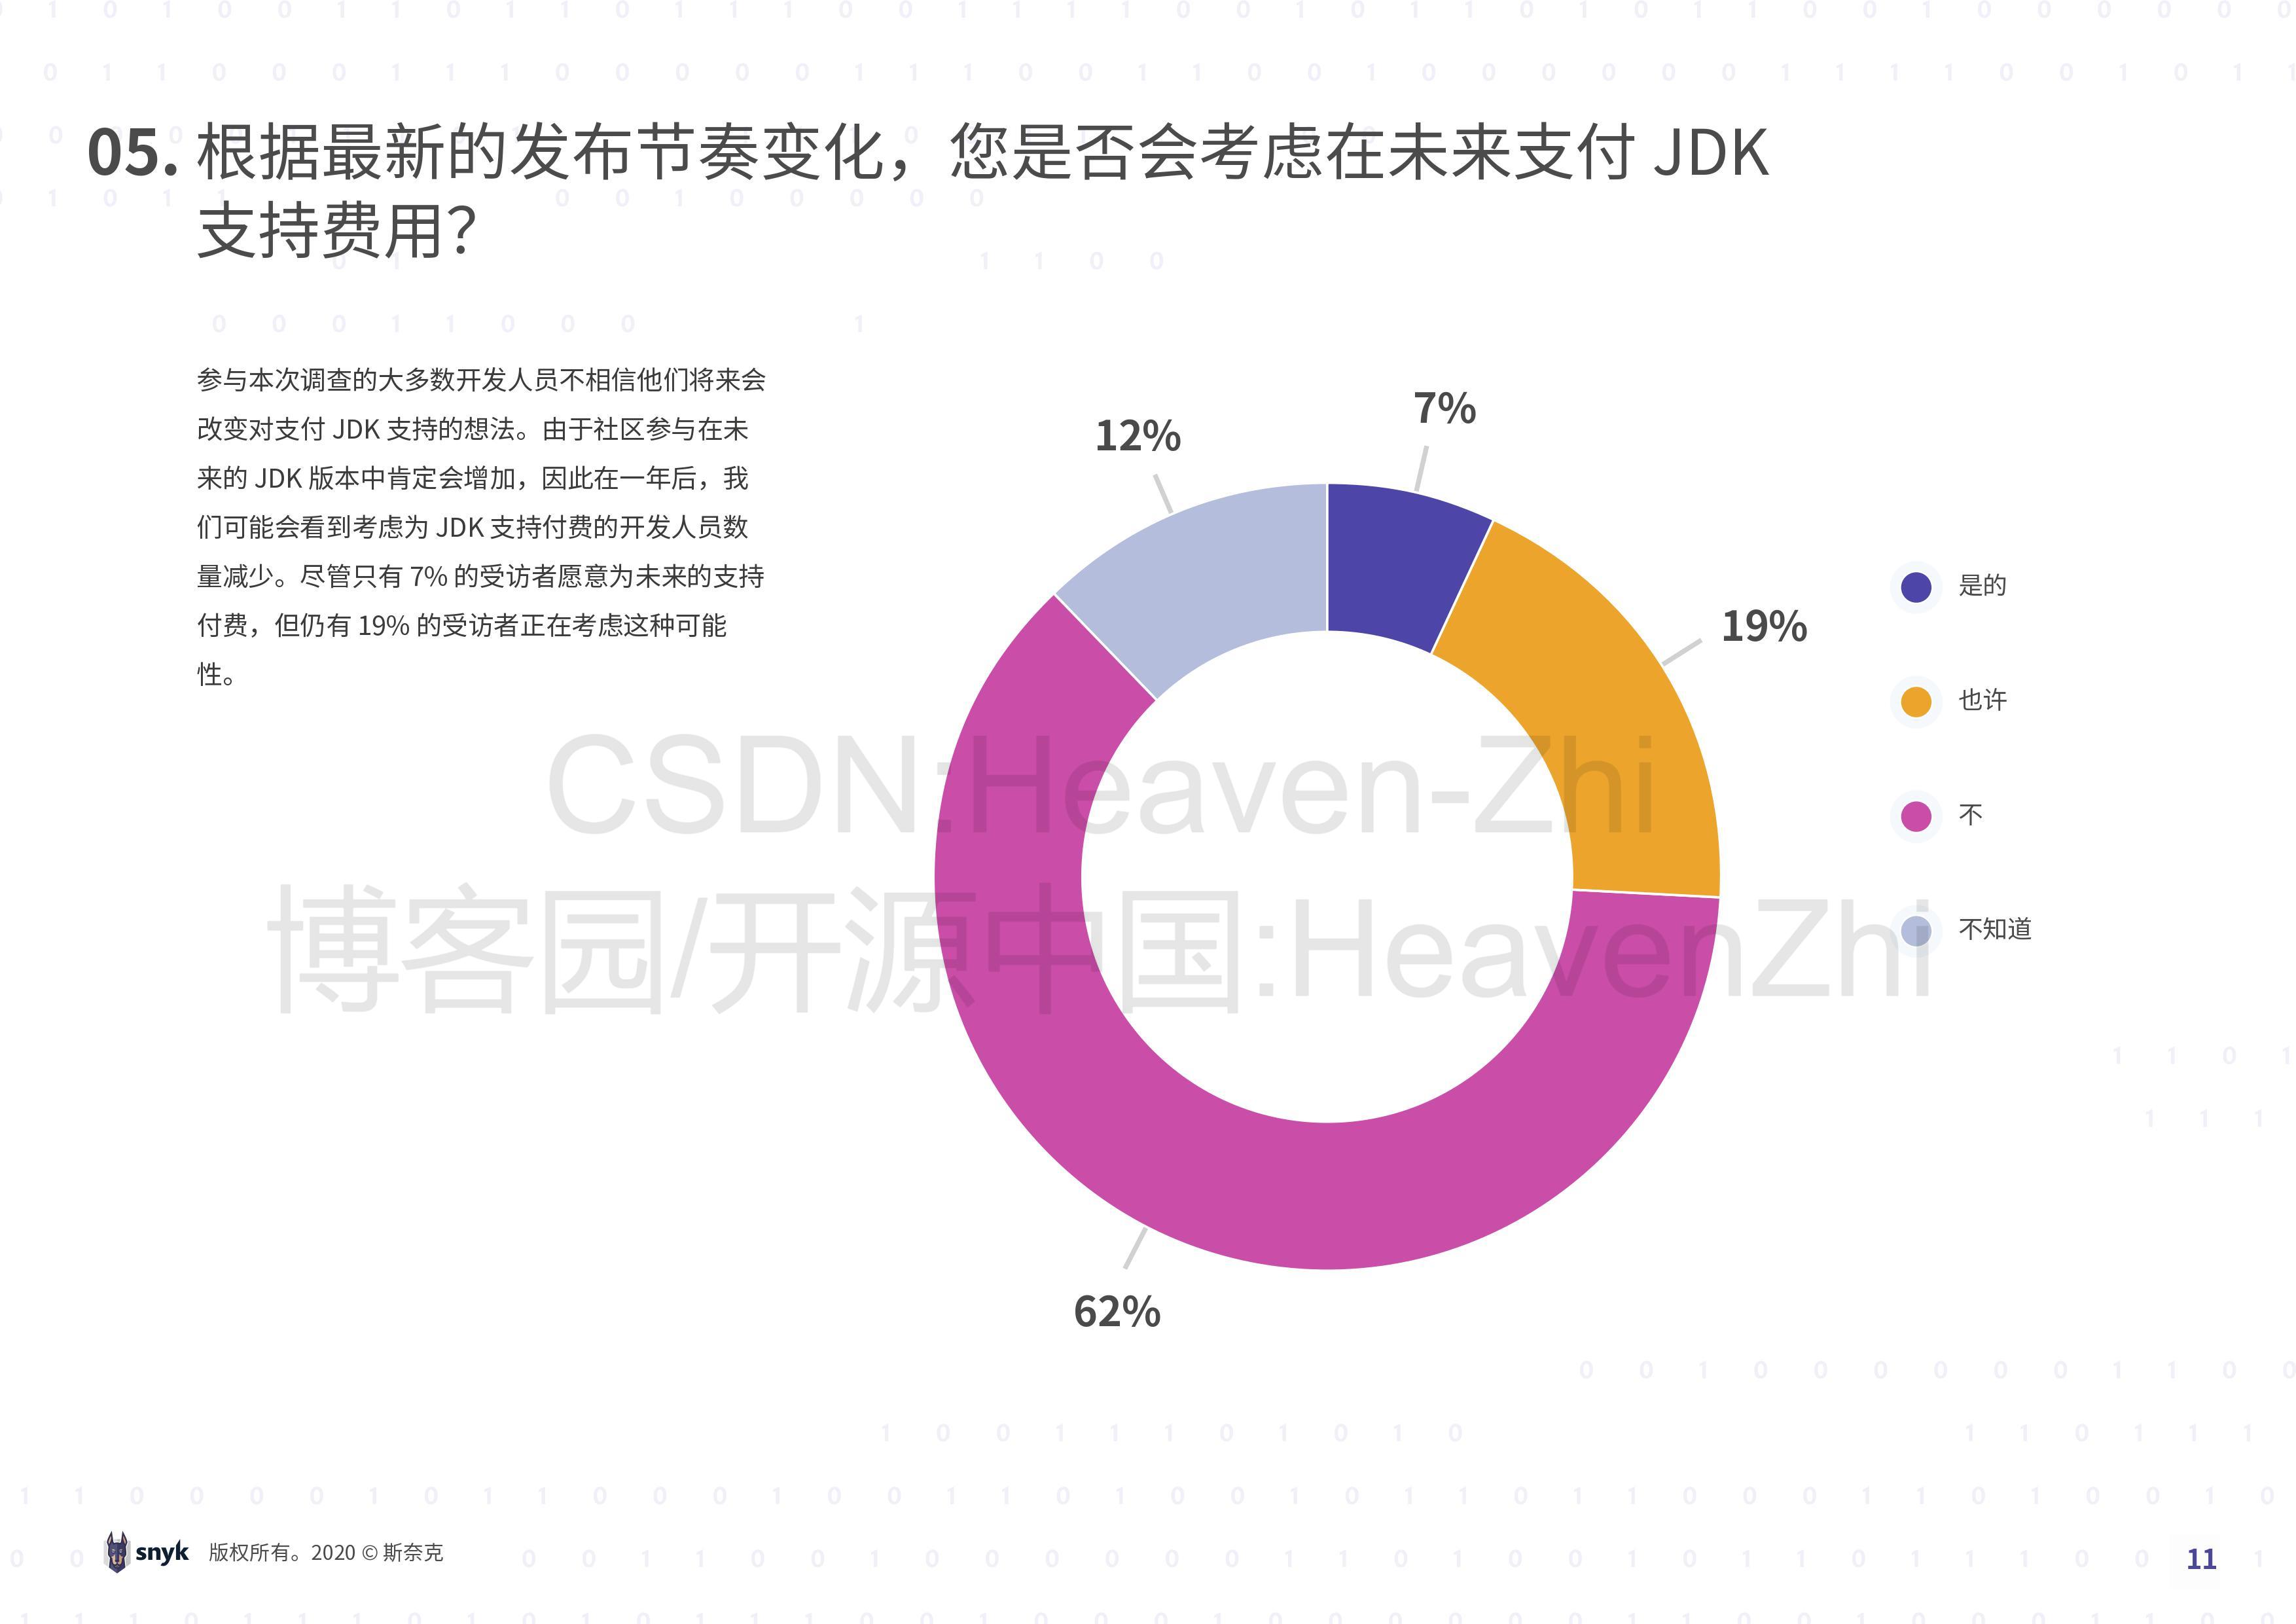 05. 根据最新的发布节奏变化，您是否会考虑在未来支付 JDK
支持费用？
参与本次调查的大多数开发人员不相信他们将来会
改变对支付 JDK 支持的想法。由于社区参与在未
来的 JDK 版本中肯定会增加，因此在一年后，我
们可能会看到考虑为 JDK 支持付费的开发人员数
量减少。尽管只有 7% 的受访者愿意为未来的支持
付费，但仍有 19% 的受访者正在考虑这种可能
性。
7%
12%
19%
62%
是的
也许
不
不知道
CSDN:Heaven-Zhi
博客园/开源中国:HeavenZhi
snyk 版权所有。2020 © 斯奈克
11